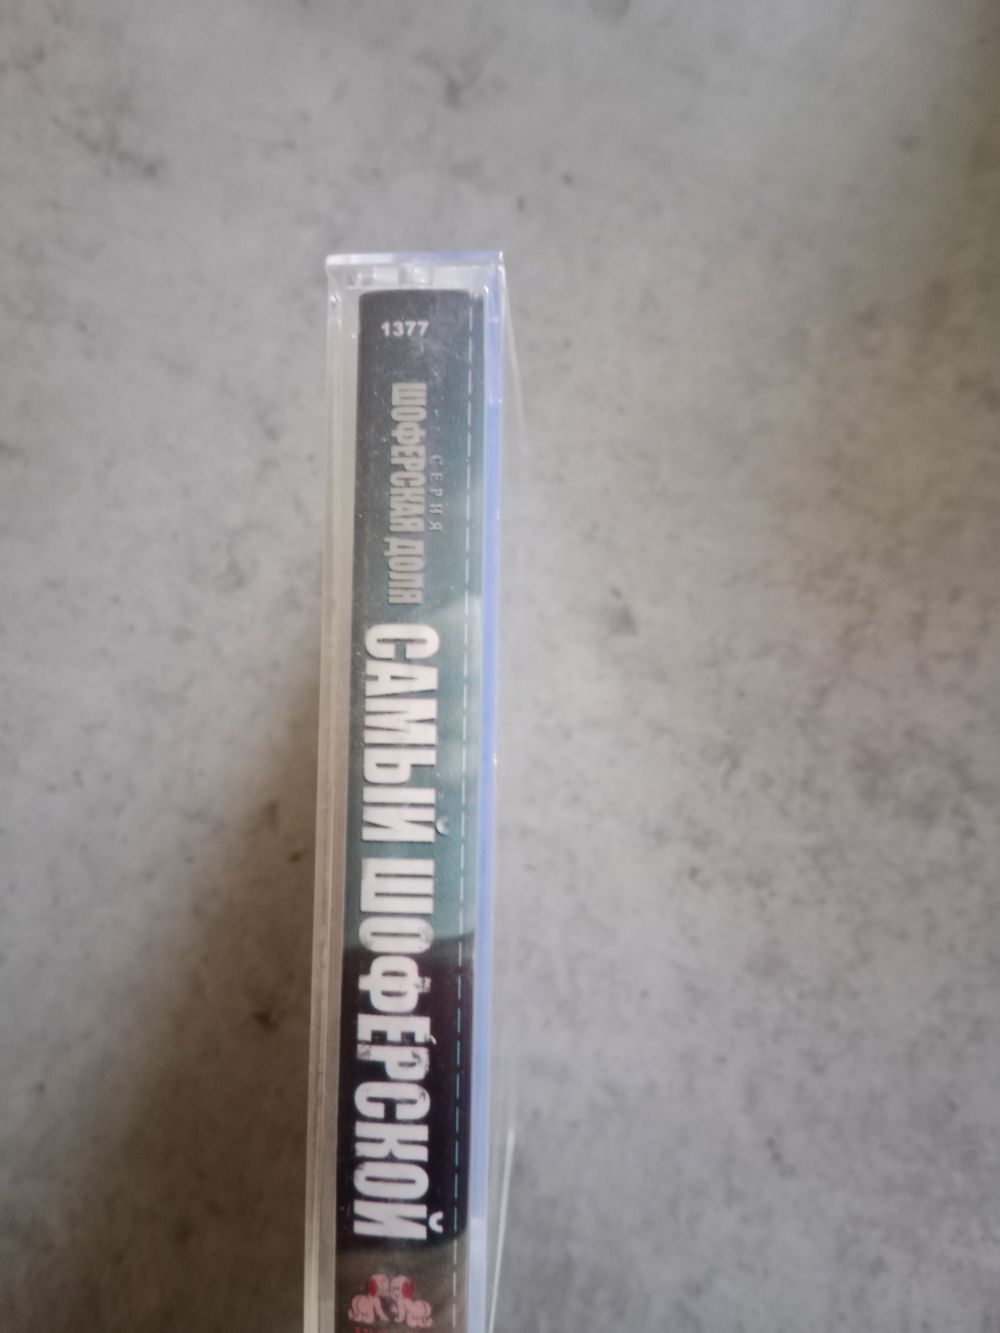 1377
СЕРИЯ
ШОФЕРСКАЯ ДОЛЯ
САМЫЙ ШОФЕРСКОЙ